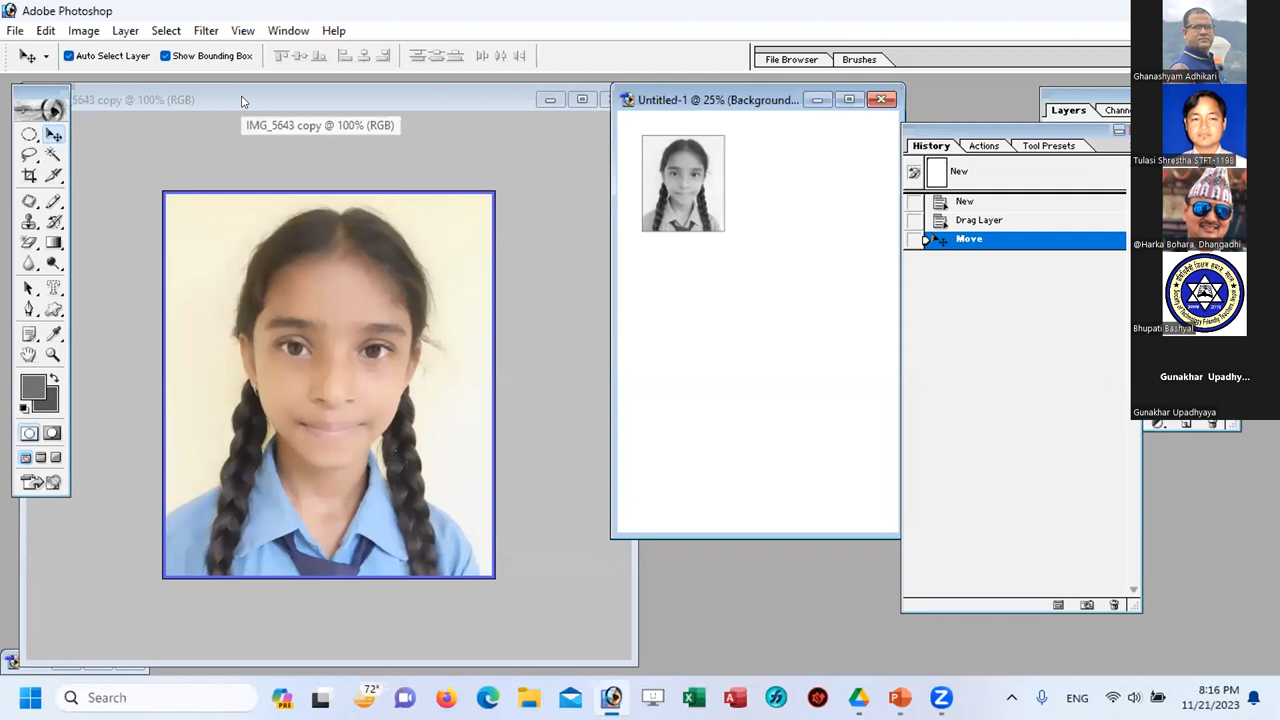 Adobe Photoshop
File Edit Image Layer Select Filter View Window Help
Auto Select Layer Show Bounding Box
File Browser Brushes
5643 copy @ 100% (RGB)
IMG_5643 copy @ 100% (RGB)
Untitled-1 @ 25% (Background...
Layers Chann
History Actions Tool Presets
New
New
Drag Layer
Move
Ghanashyam Adhikari
Tulasi Shrestha STFT-1198
@Harka Bohara, Dhangadhi
Bhupati Bashyal
Gunakhar Upadhy...
Gunakhar Upadhyaya
Search
PRE
72°
ENG
8:16 PM
11/21/2023